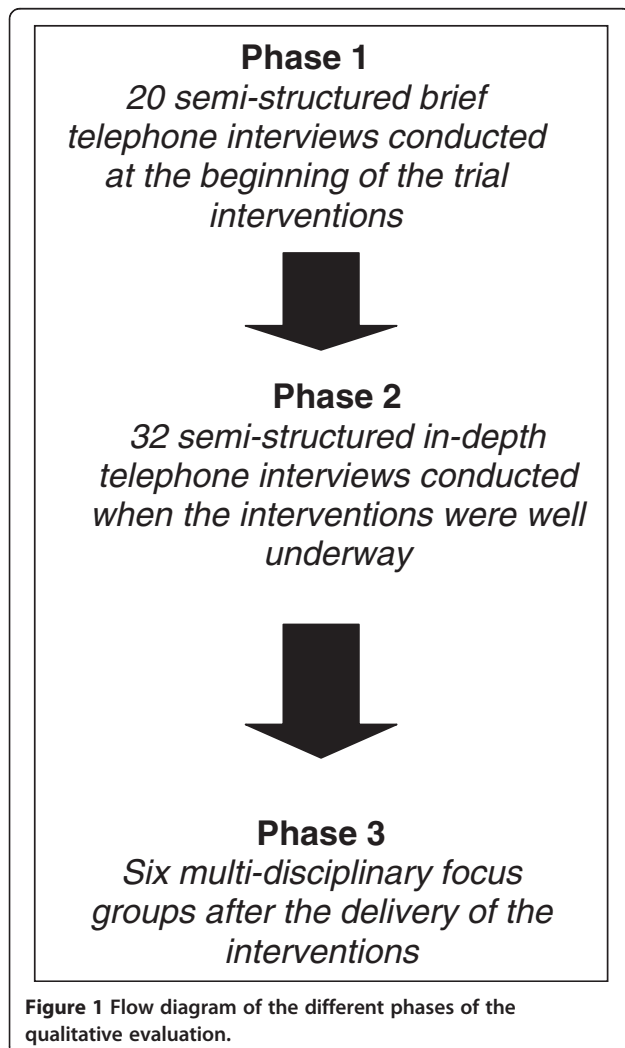 Phase 1
20 semi-structured brief
telephone interviews conducted
at the beginning of the trial
interventions
Phase 2
32 semi-structured in-depth
telephone interviews conducted
when the interventions were well
underway
Phase 3
Six multi-disciplinary focus
groups after the delivery of the
interventions
Figure 1 Flow diagram of the different phases of the
qualitative evaluation.